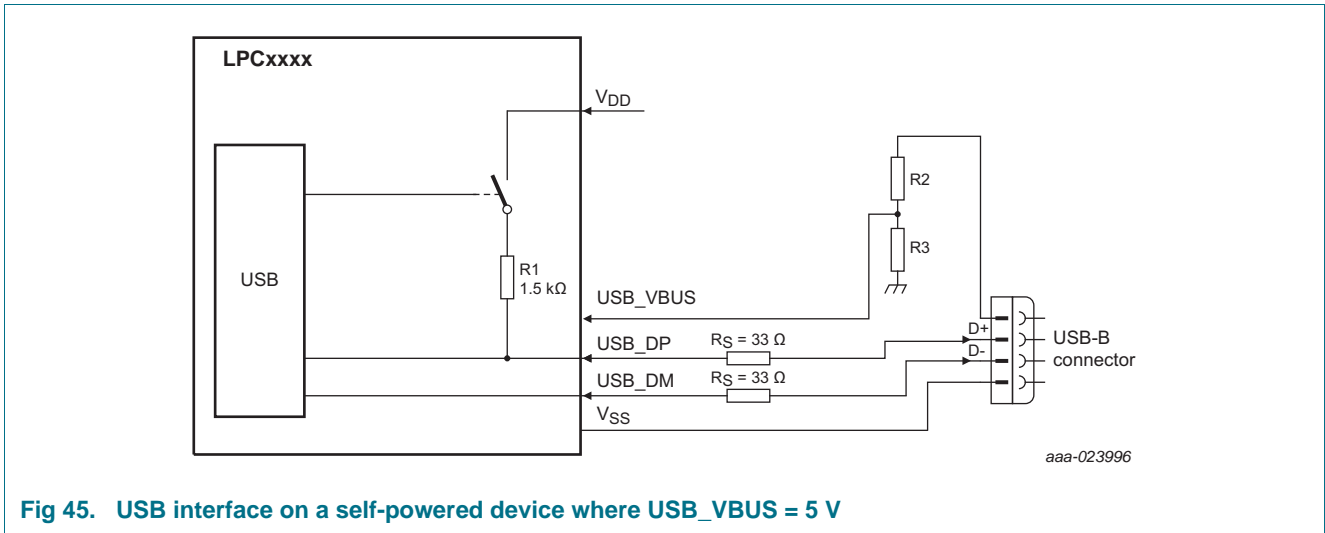 LPCxxxx
VDD
R2
R3
USB
R1
1.5 kΩ
USB_VBUS
D+
USB_DP
RS = 33 Ω
USB-B
connector
D-
USB_DM
RS = 33 Ω
VSS
aaa-023996
Fig 45. USB interface on a self-powered device where USB_VBUS = 5 V